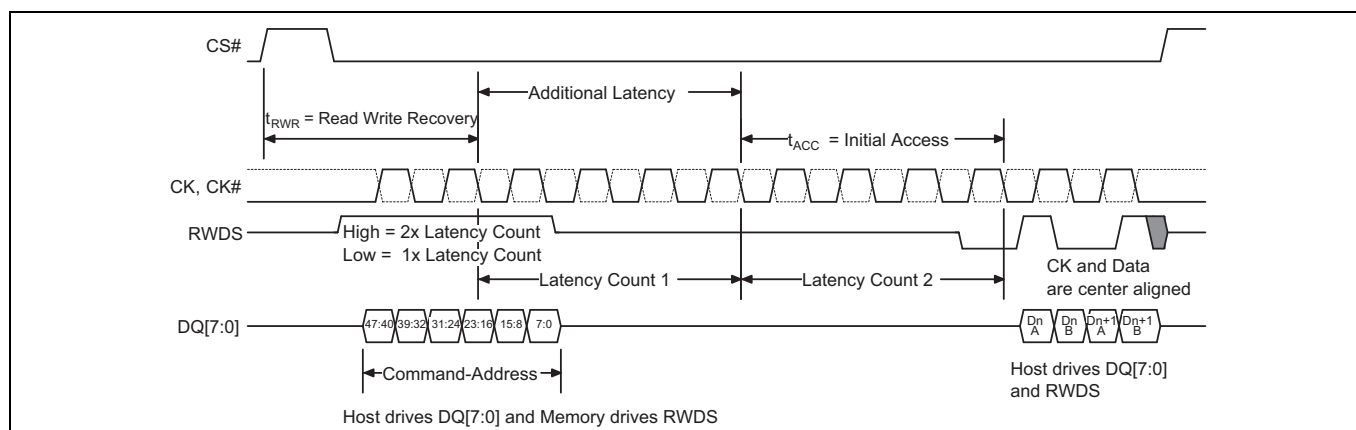 CS#
Additional Latency
tRWR = Read Write Recovery
tACC = Initial Access
CK, CK#
RWDS
High = 2x Latency Count
Low = 1x Latency Count
CK and Data
are center aligned
Latency Count 1
Latency Count 2
DQ[7:0]
47:40 39:32 31:24 23:16 15:8 7:0
Dn Dn Dn+1 Dn+1
A B A B
Command-Address
Host drives DQ[7:0]
and RWDS
Host drives DQ[7:0] and Memory drives RWDS